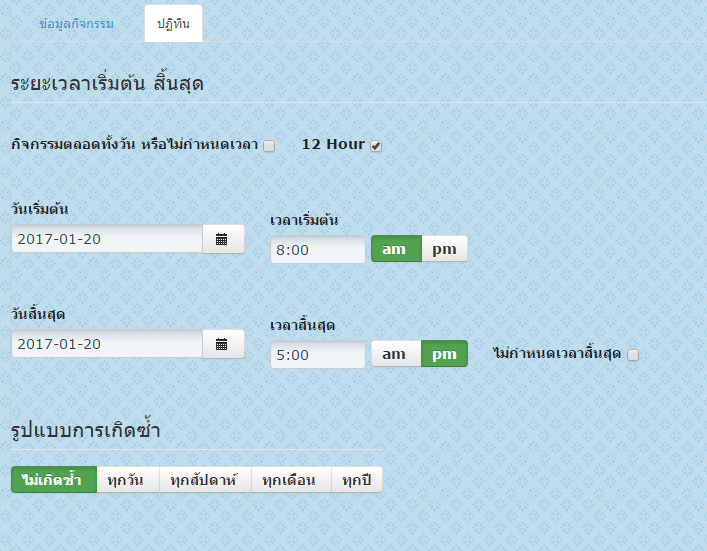 ข้อมูลกิจกรรม ปฏิทิน
ระยะเวลาเริ่มต้น สิ้นสุด
กิจกรรมตลอดทั้งวัน หรือไม่กำหนดเวลา 12 Hour
วันเริ่มต้น เวลาเริ่มต้น
2017-01-20 8:00 am pm
วันสิ้นสุด เวลาสิ้นสุด
2017-01-20 5:00 am pm ไม่กำหนดเวลาสิ้นสุด
รูปแบบการเกิดซ้ำ
ไม่เกิดซ้ำ ทุกวัน ทุกสัปดาห์ ทุกเดือน ทุกปี